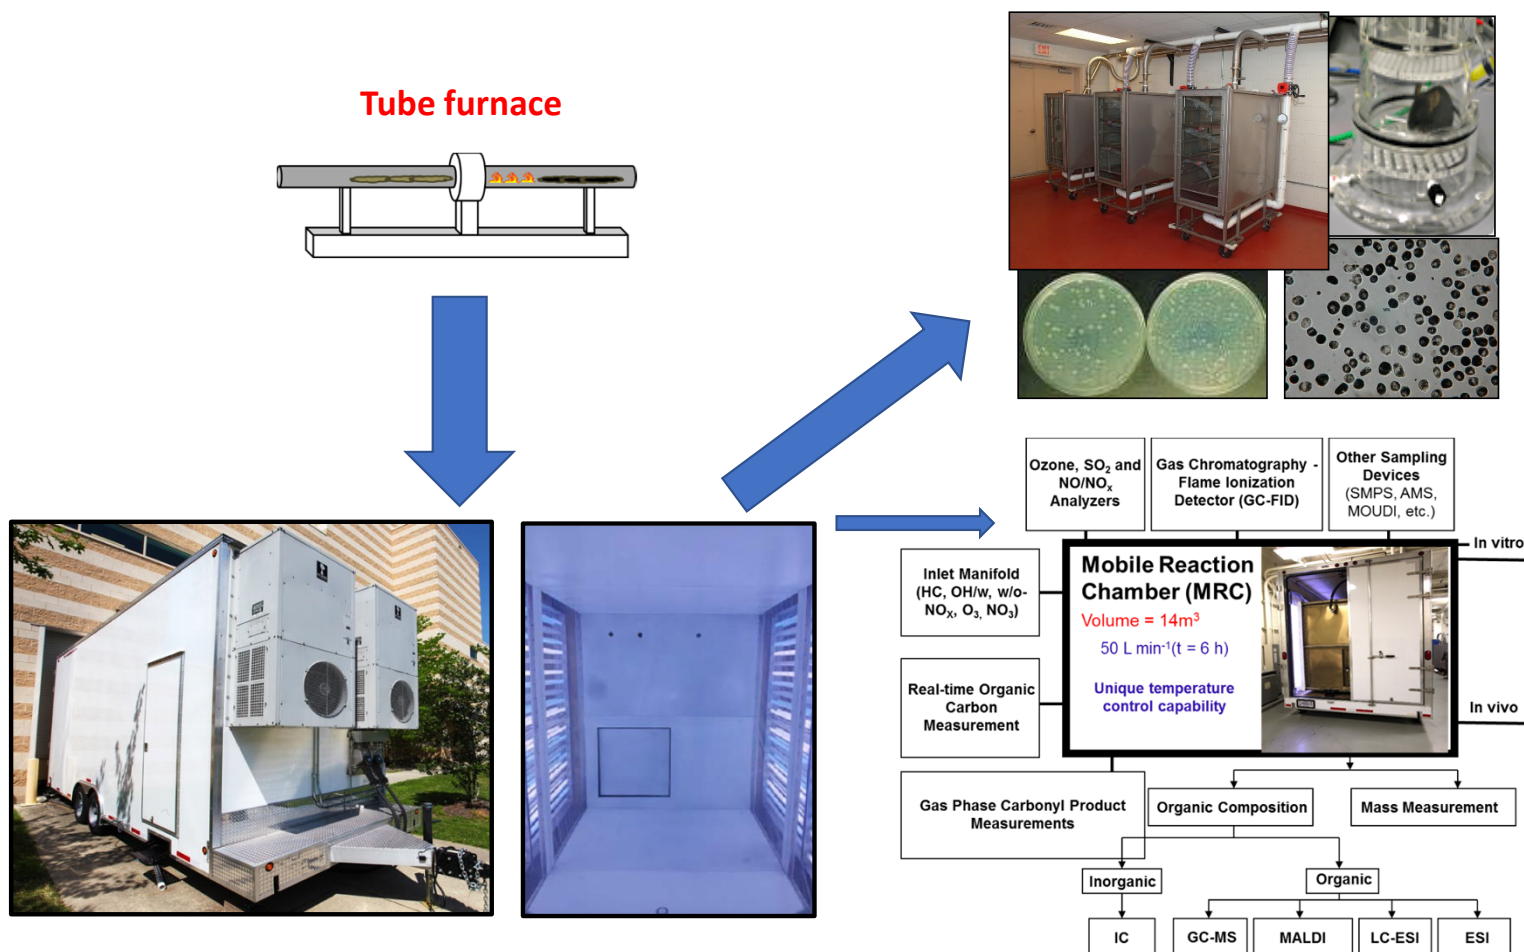 Tube furnace
EXIT
Ozone, SO₂ and
NO/NOₓ
Analyzers
Gas Chromatography -
Flame Ionization
Detector (GC-FID)
Other Sampling
Devices
(SMPS, AMS,
MOUDI, etc.)
In vitro
Inlet Manifold
(HC, OH/w, w/o-
NOₓ, O₃, NO₃)
Mobile Reaction
Chamber (MRC)
Volume = 14m³
50 L min⁻¹(t = 6 h)
Unique temperature
control capability
Real-time Organic
Carbon
Measurement
In vivo
Gas Phase Carbonyl Product
Measurements
Organic Composition
Mass Measurement
Inorganic
Organic
IC
GC-MS
MALDI
LC-ESI
ESI